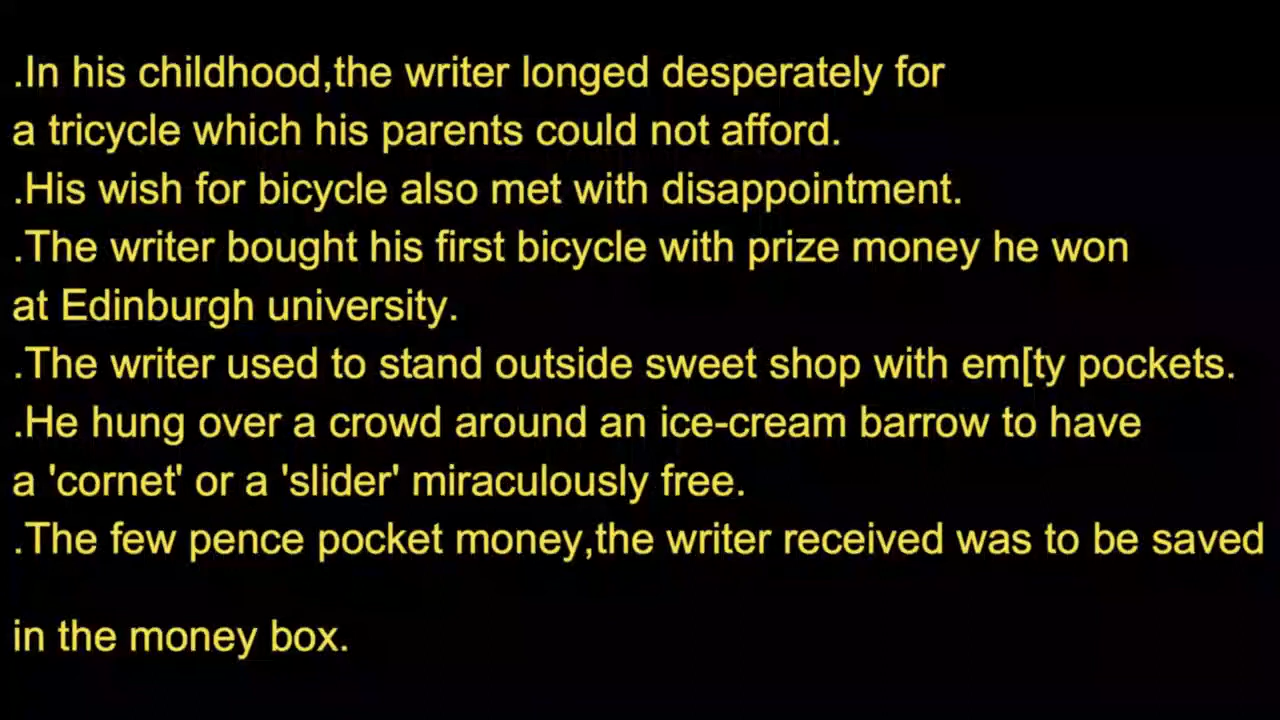 .In his childhood,the writer longed desperately for
a tricycle which his parents could not afford.
.His wish for bicycle also met with disappointment.
.The writer bought his first bicycle with prize money he won
at Edinburgh university.
.The writer used to stand outside sweet shop with em[ty pockets.
.He hung over a crowd around an ice-cream barrow to have
a 'cornet' or a 'slider' miraculously free.
.The few pence pocket money,the writer received was to be saved
in the money box.